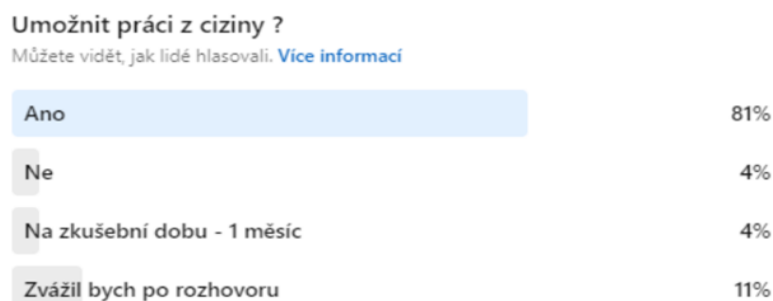 Umožnit práci z ciziny ?
Můžete vidět, jak lidé hlasovali. Více informací
Ano 81%
Ne 4%
Na zkušební dobu - 1 měsíc 4%
Zvážil bych po rozhovoru 11%